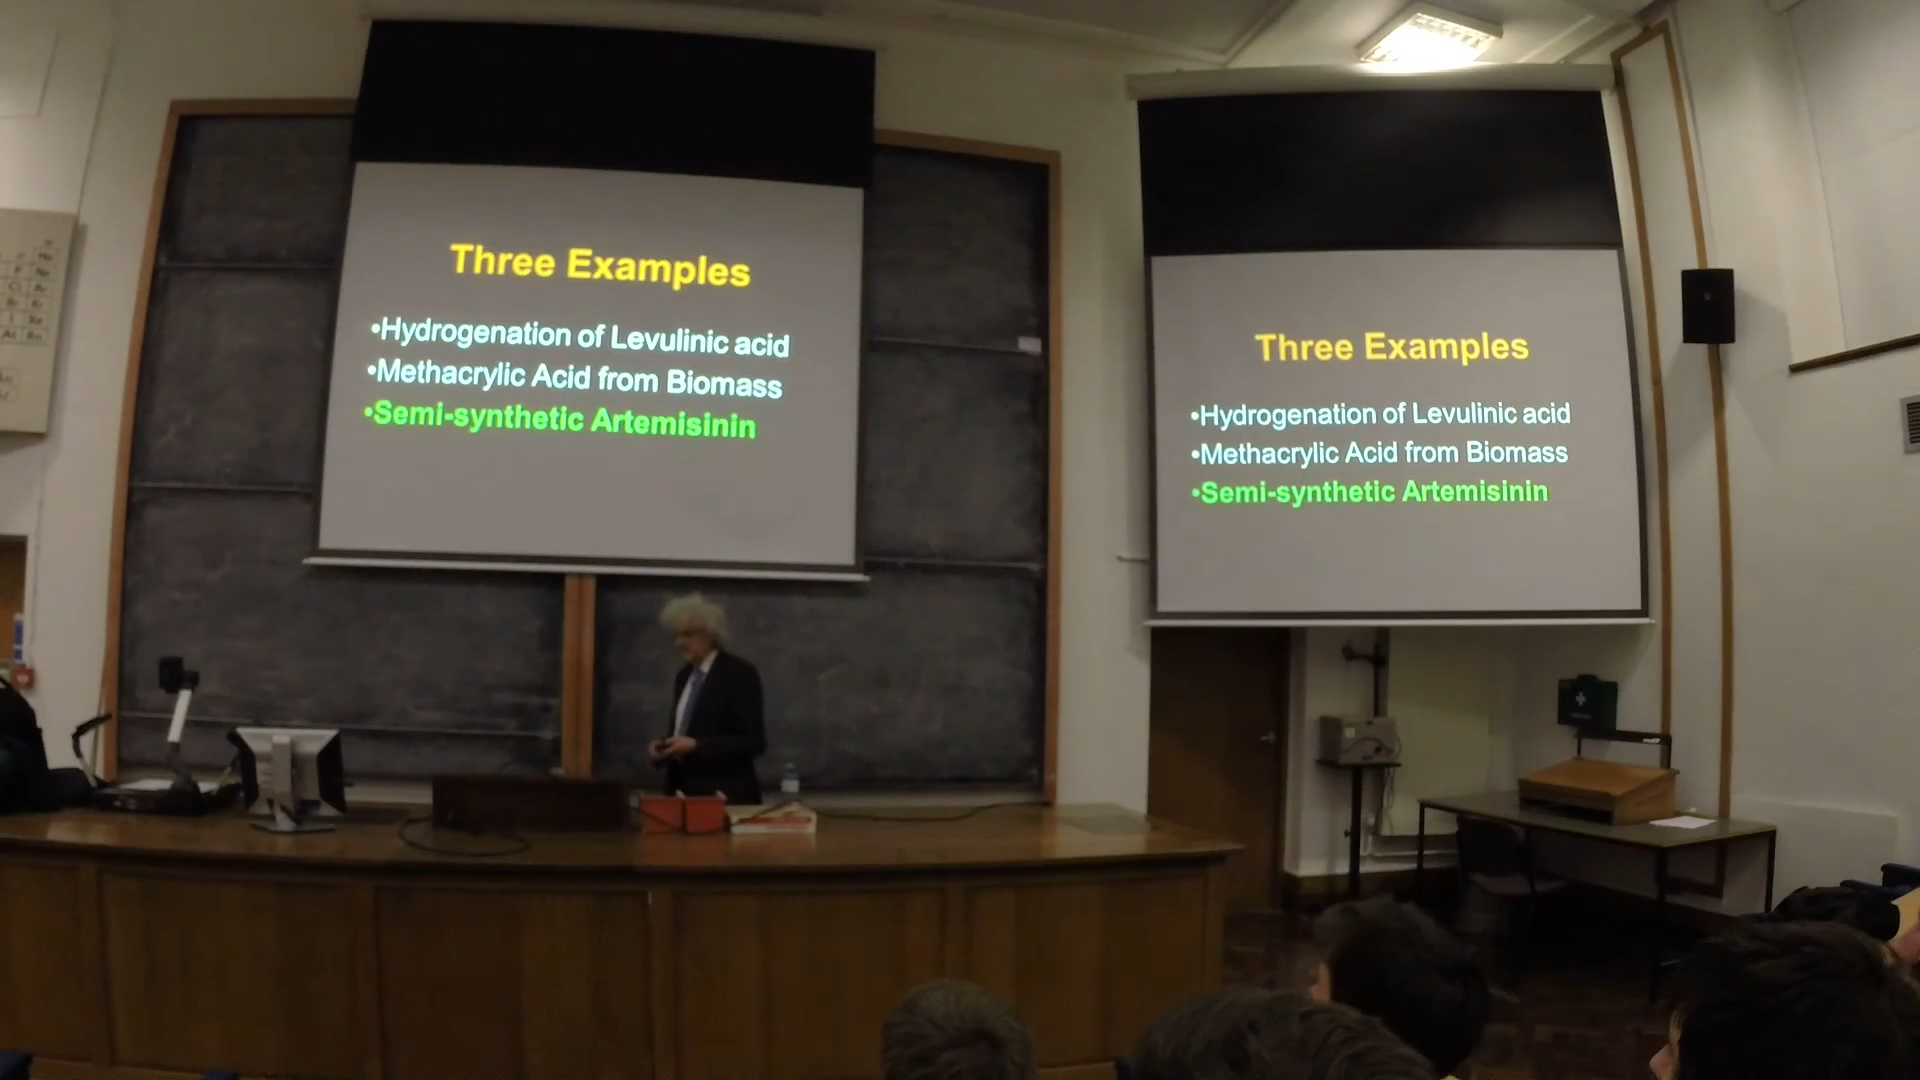 Three Examples
•Hydrogenation of Levulinic acid
•Methacrylic Acid from Biomass
•Semi-synthetic Artemisinin
Three Examples
•Hydrogenation of Levulinic acid
•Methacrylic Acid from Biomass
•Semi-synthetic Artemisinin